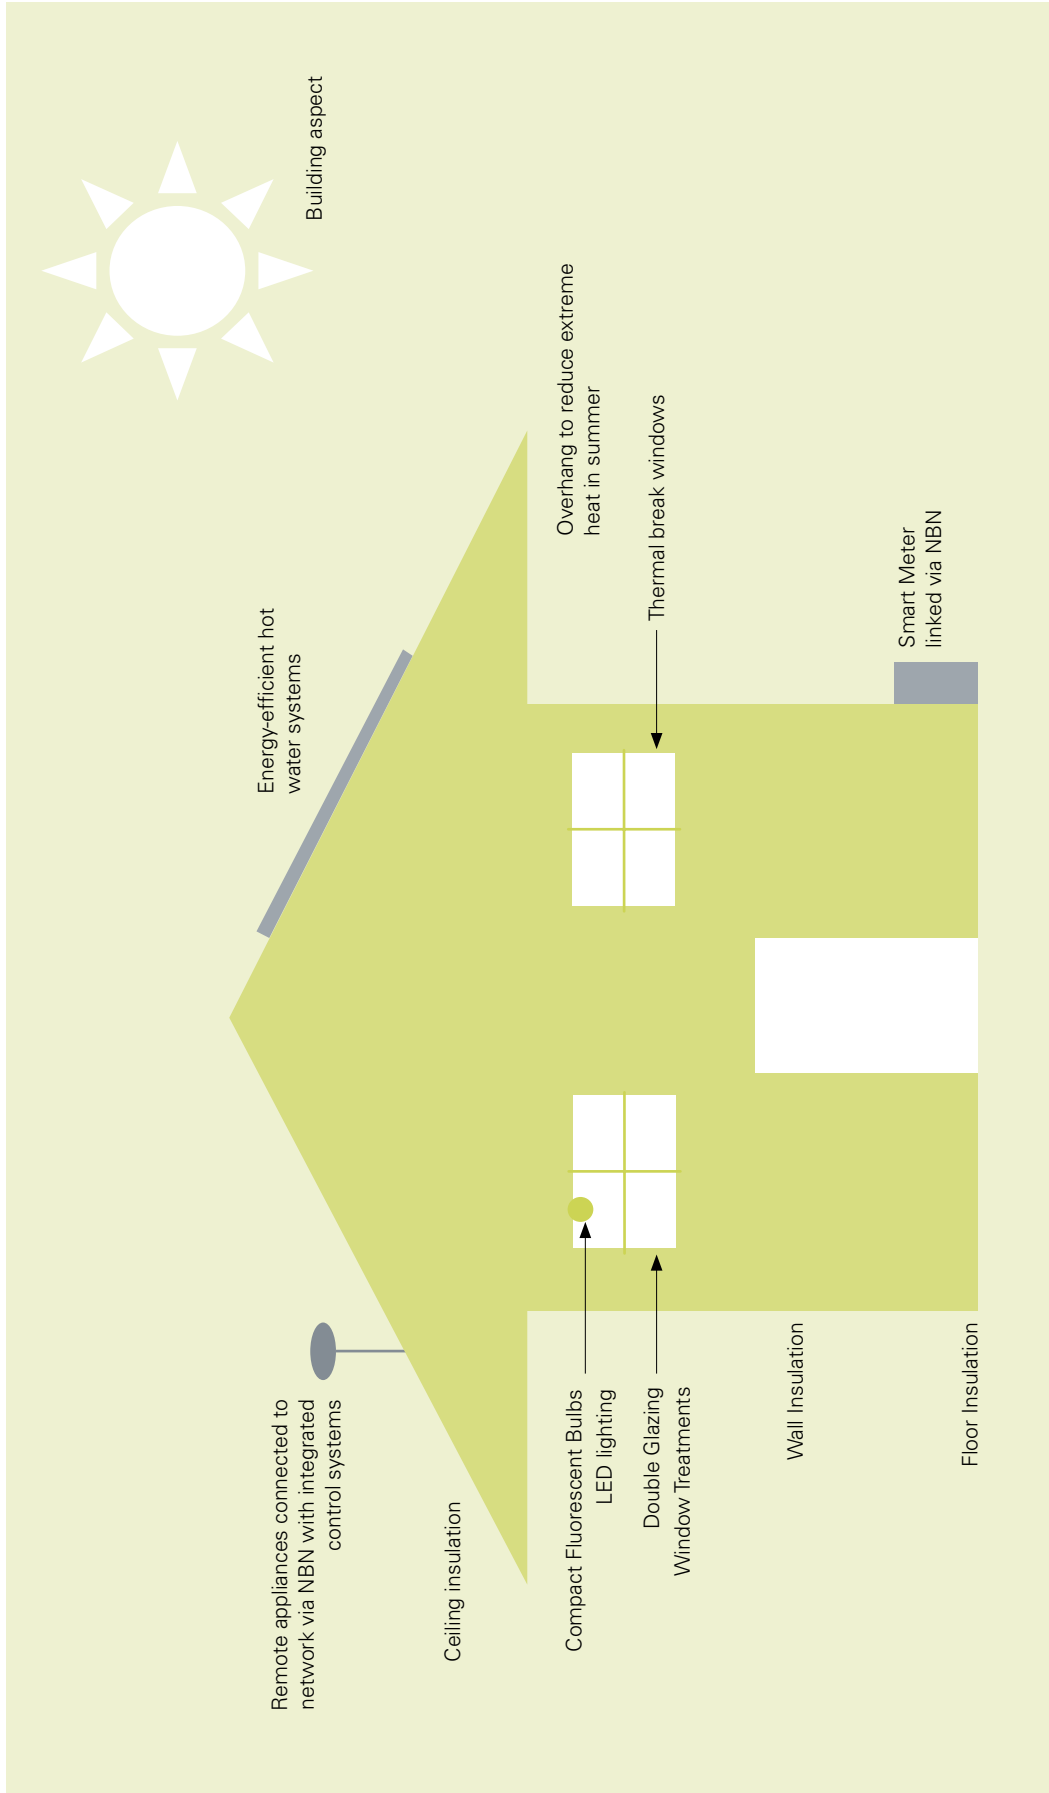 Building aspect
Energy-efficient hot
water systems
Remote appliances connected to
network via NBN with integrated
control systems
Ceiling insulation
Overhang to reduce extreme
heat in summer
Thermal break windows
Compact Fluorescent Bulbs
LED lighting
Double Glazing
Window Treatments
Wall Insulation
Smart Meter
linked via NBN
Floor Insulation